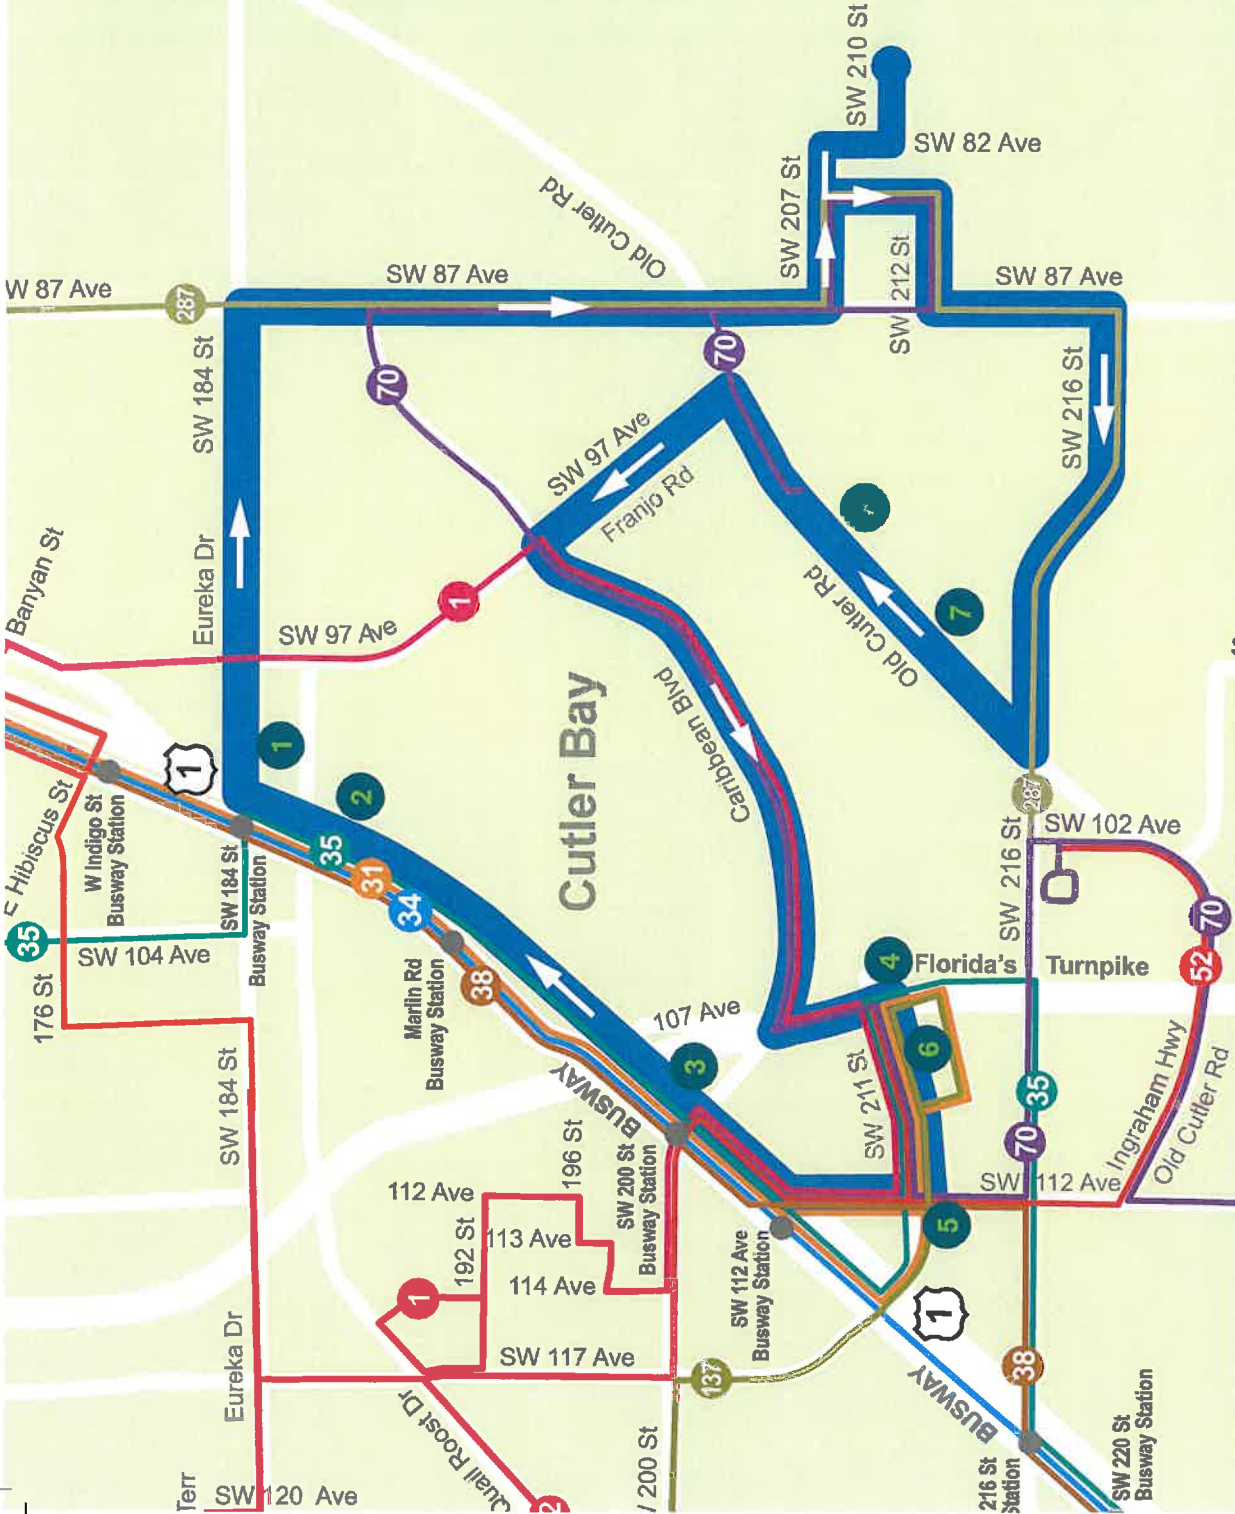 W 87 Ave
287
SW 87 Ave
SW 184 St
Eureka Dr
Banyan St
SW 97 Ave
1
70
Old Cutler Rd
SW 210 St
SW 82 Ave
SW 207 St
SW 212 St
SW 87 Ave
70
SW 97 Ave
Franjo Rd
SW 216 St
Old Cutler Rd
7
Old Cutler Rd
Caribbean Blvd
Cutler Bay
1
1
2
E Hibiscus St
W Indigo St
Busway Station
SW 184 St
Busway Station
35
SW 104 Ave
176 St
35
31
34
38
Marlin Rd
Busway Station
107 Ave
3
BUSWAY
4
Florida's
Turnpike
6
SW 211 St
SW 216 St
287
SW 102 Ave
70
52
Ingraham Hwy
Old Cutler Rd
35
70
SW 112 Ave
5
SW 184 St
Eureka Dr
112 Ave
196 St
SW 200 St
Busway Station
192 St
113 Ave
114 Ave
1
SW 117 Ave
SW 112 Ave
Busway Station
137
1
BUSWAY
38
216 St
Station
SW 220 St
Busway Station
Quail Roost Dr
2
200 St
Terr
SW 120 Ave